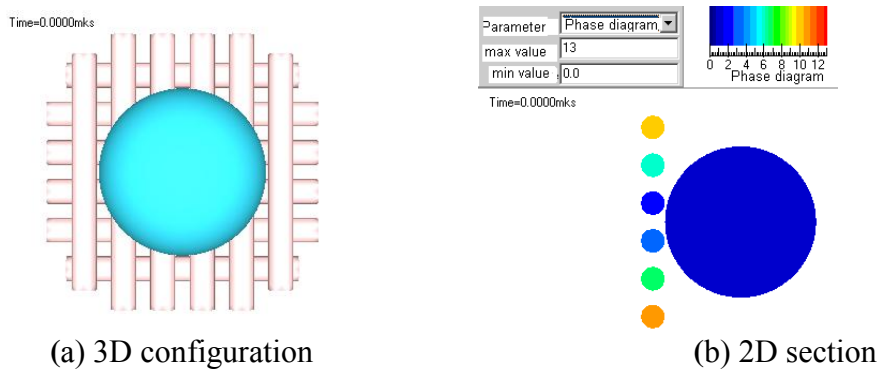 Time=0.0000mks
Parameter Phase diagram
max value 13
min value 0.0
0 2 4 6 8 10 12
Phase diagram
Time=0.0000mks
(a) 3D configuration
(b) 2D section